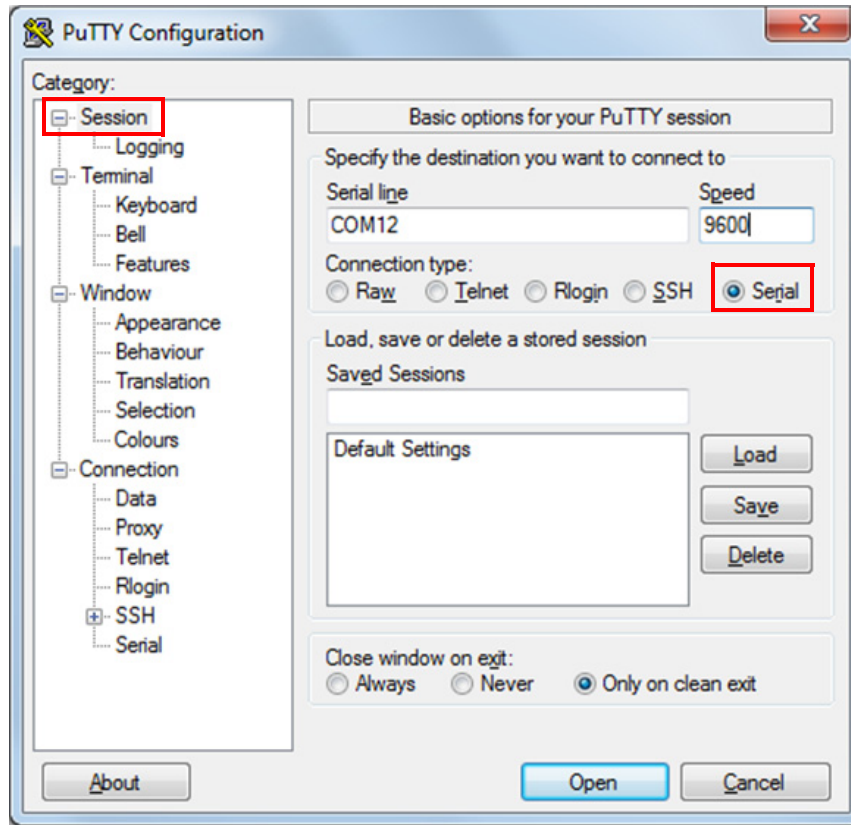 PuTTY Configuration
Category:
Session
Logging
Terminal
Keyboard
Bell
Features
Window
Appearance
Behaviour
Translation
Selection
Colours
Connection
Data
Proxy
Telnet
Rlogin
SSH
Serial
Basic options for your PuTTY session
Specify the destination you want to connect to
Serial line Speed
COM12 9600
Connection type:
Raw Telnet Rlogin SSH Serial
Load, save or delete a stored session
Saved Sessions
Default Settings
Load
Save
Delete
Close window on exit:
Always Never Only on clean exit
About Open Cancel